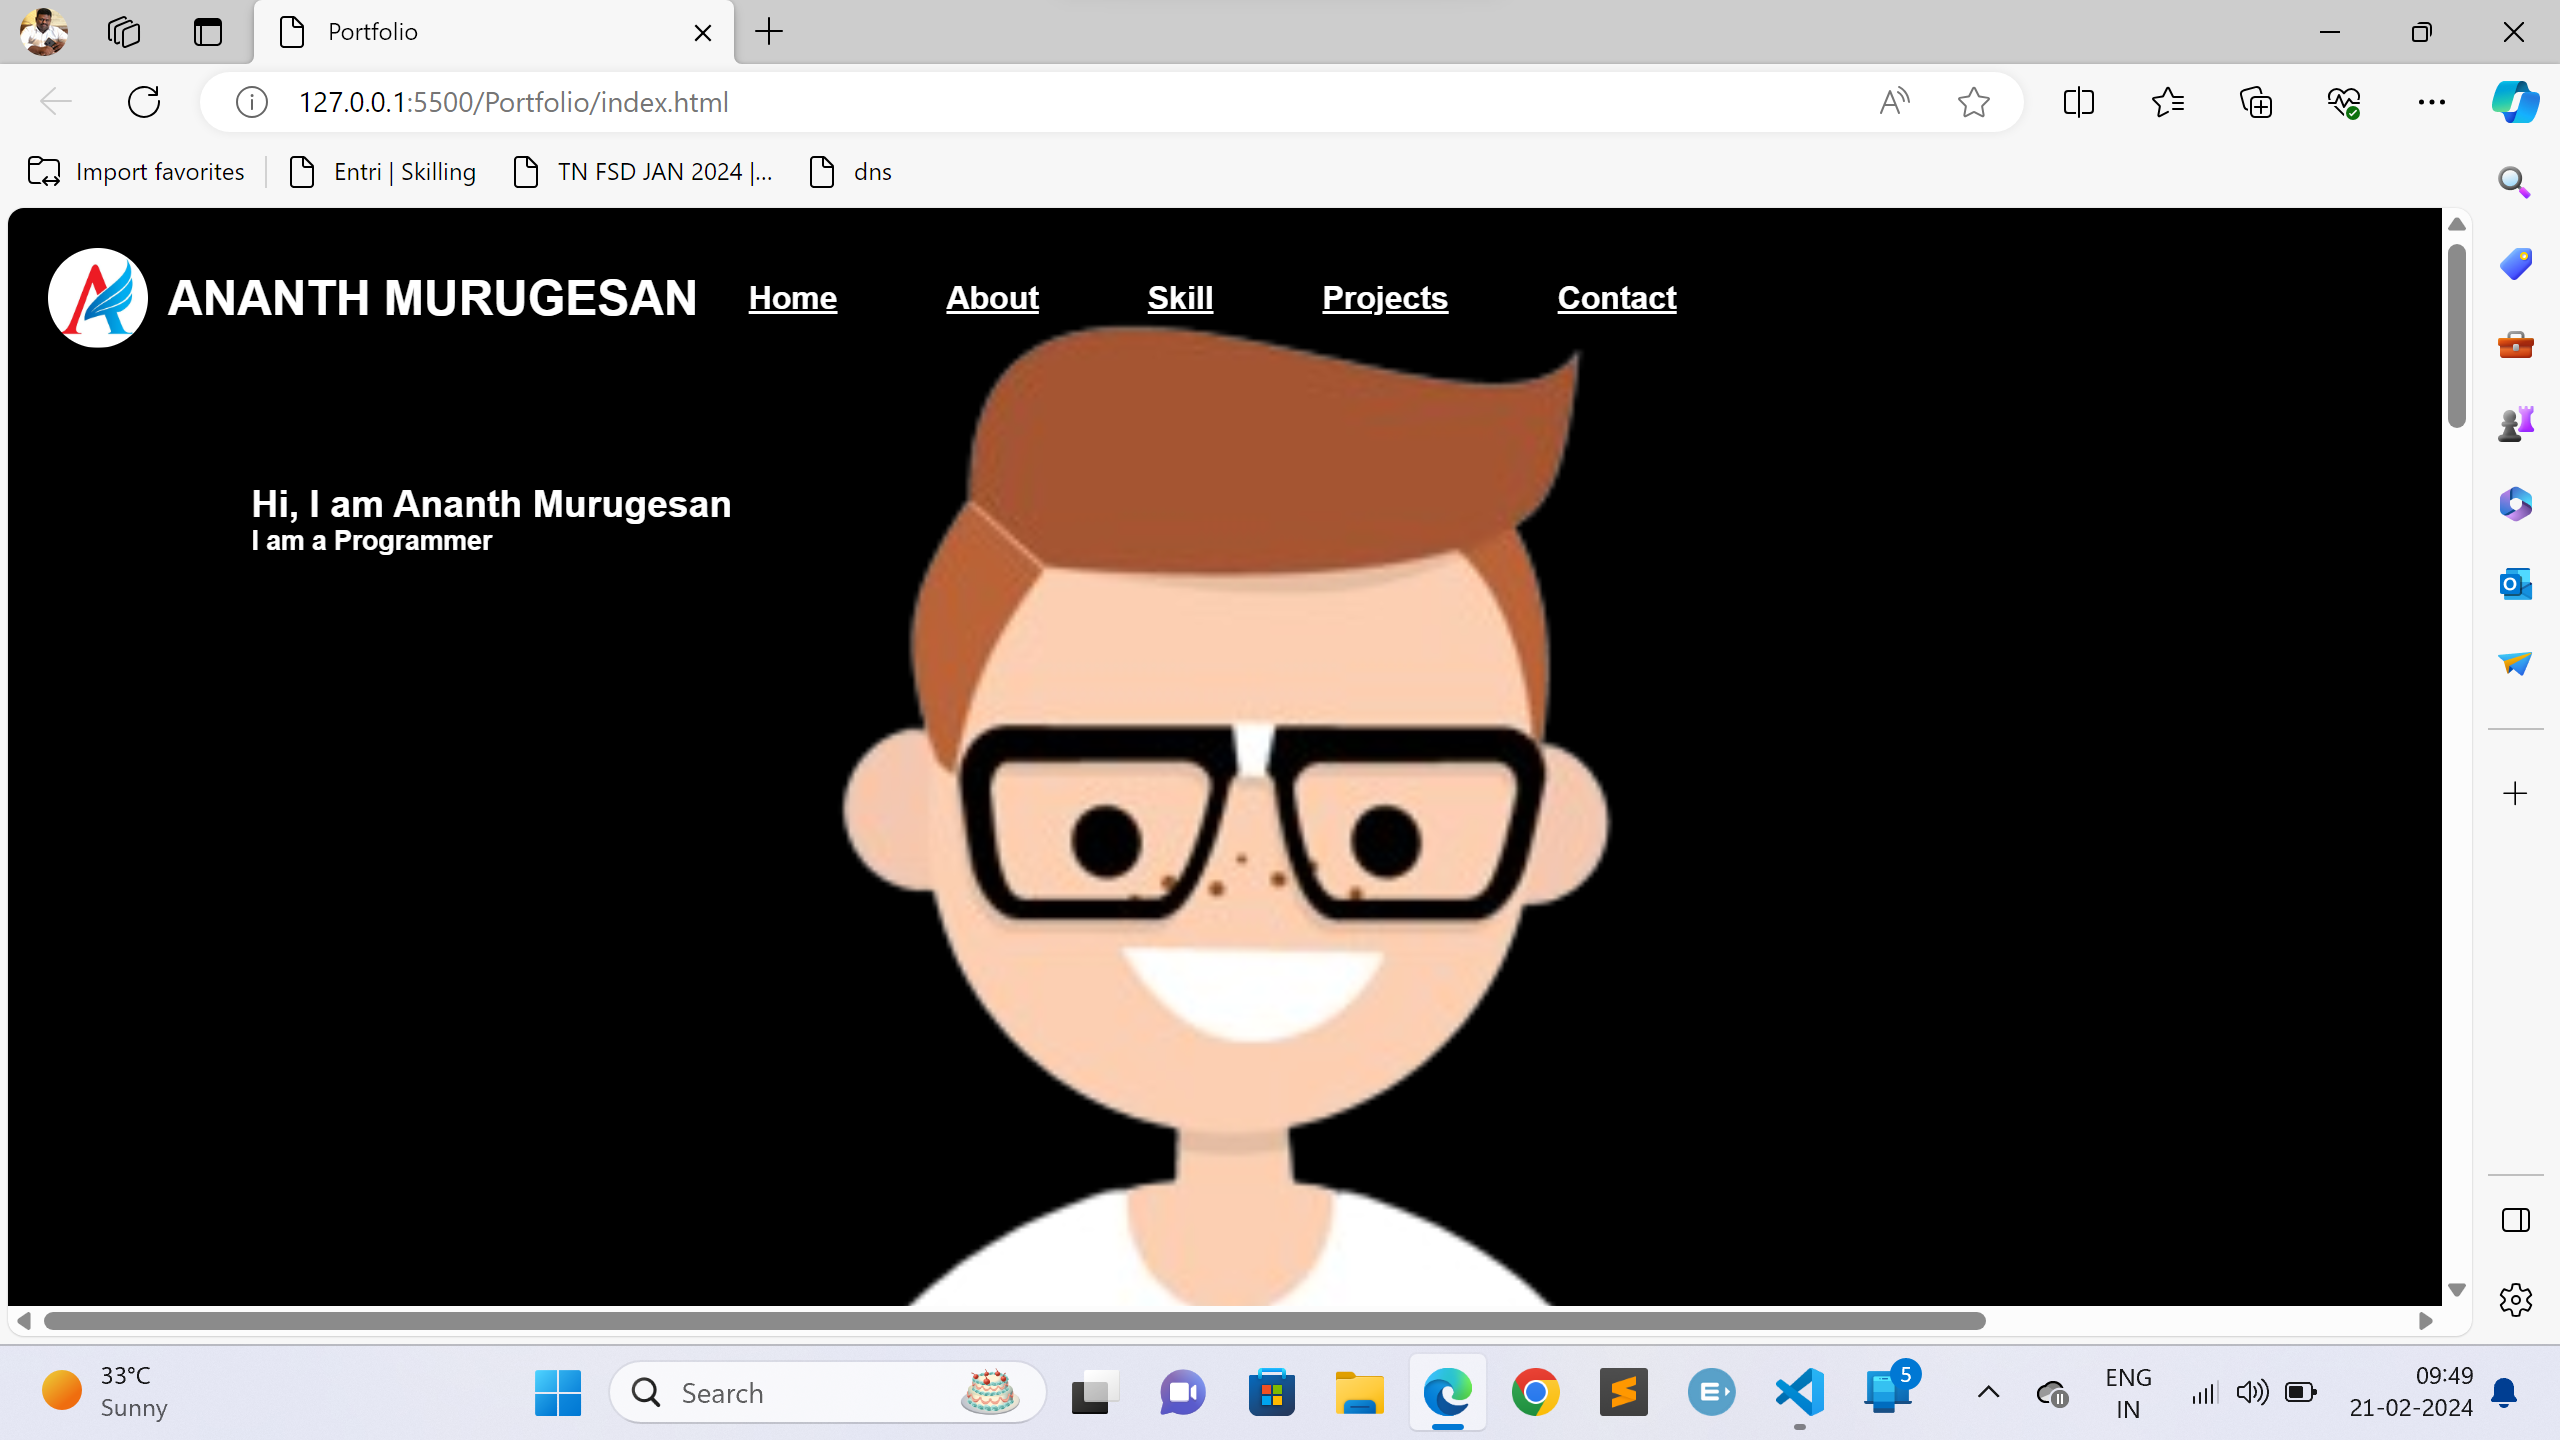 Portfolio
127.0.0.1:5500/Portfolio/index.html
Import favorites
Entri | Skilling
TN FSD JAN 2024 |...
dns
ANANTH MURUGESAN
Home
About
Skill
Projects
Contact
Hi, I am Ananth Murugesan
I am a Programmer
33°C
Sunny
Search
5
ENG
IN
09:49
21-02-2024